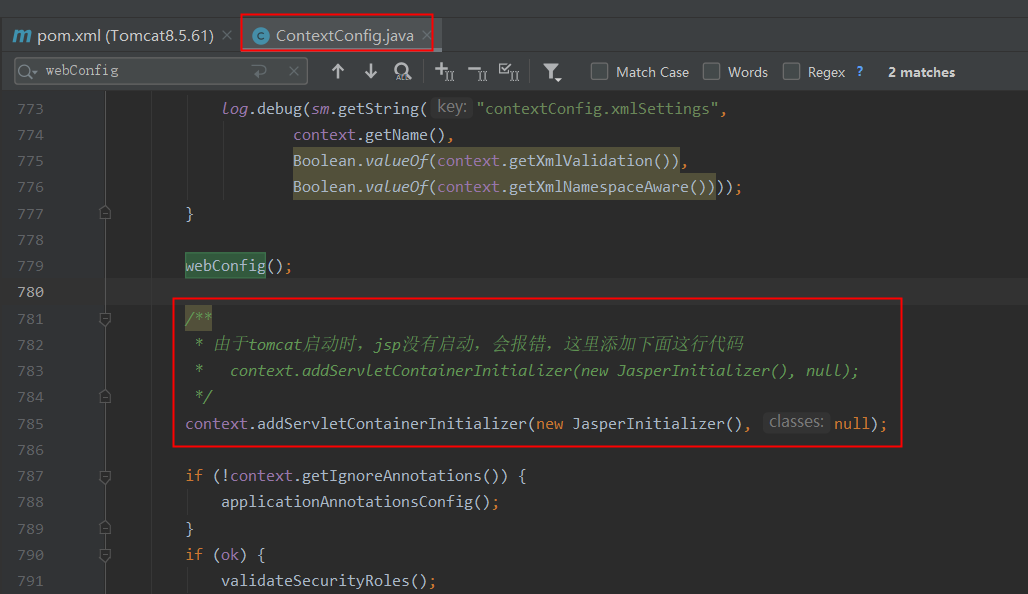 m pom.xml (Tomcat8.5.61) × C ContextConfig.java ×
webConfig × Match Case Words Regex ? 2 matches
773 log.debug(sm.getString( key: "contextConfig.xmlSettings",
774 context.getName(),
775 Boolean.valueOf(context.getXmlValidation()),
776 Boolean.valueOf(context.getXmlNamespaceAware())));
777 }
778
779 webConfig();
780
781 /**
782 * 由于tomcat启动时，jsp没有启动，会报错，这里添加下面这行代码
783 * context.addServletContainerInitializer(new JasperInitializer(), null);
784 */
785 context.addServletContainerInitializer(new JasperInitializer(), classes: null);
786
787 if (!context.getIgnoreAnnotations()) {
788 applicationAnnotationsConfig();
789 }
790 if (ok) {
791 validateSecurityRoles();